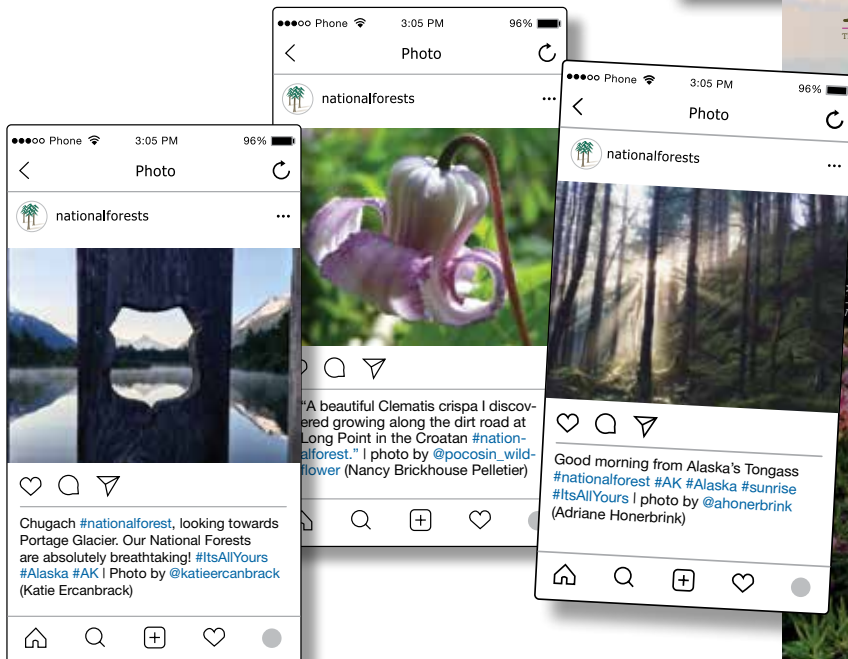 ●●●○○ Phone 3:05 PM 96%
Photo
nationalforests
Chugach #nationalforest, looking towards
Portage Glacier. Our National Forests
are absolutely breathtaking! #ItsAllYours
#Alaska #AK | Photo by @katieercanbrack
(Katie Ercanbrack)
●●●○○ Phone 3:05 PM 96%
Photo
nationalforests
“A beautiful Clematis crispa I discov-
ered growing along the dirt road at
Long Point in the Croatan #nation-
alforest.” | photo by @pocosin_wild-
flower (Nancy Brickhouse Pelletier)
●●●○○ Phone 3:05 PM 96%
Photo
nationalforests
Good morning from Alaska’s Tongass
#nationalforest #AK #Alaska #sunrise
#ItsAllYours | photo by @ahonerbrink
(Adriane Honerbrink)